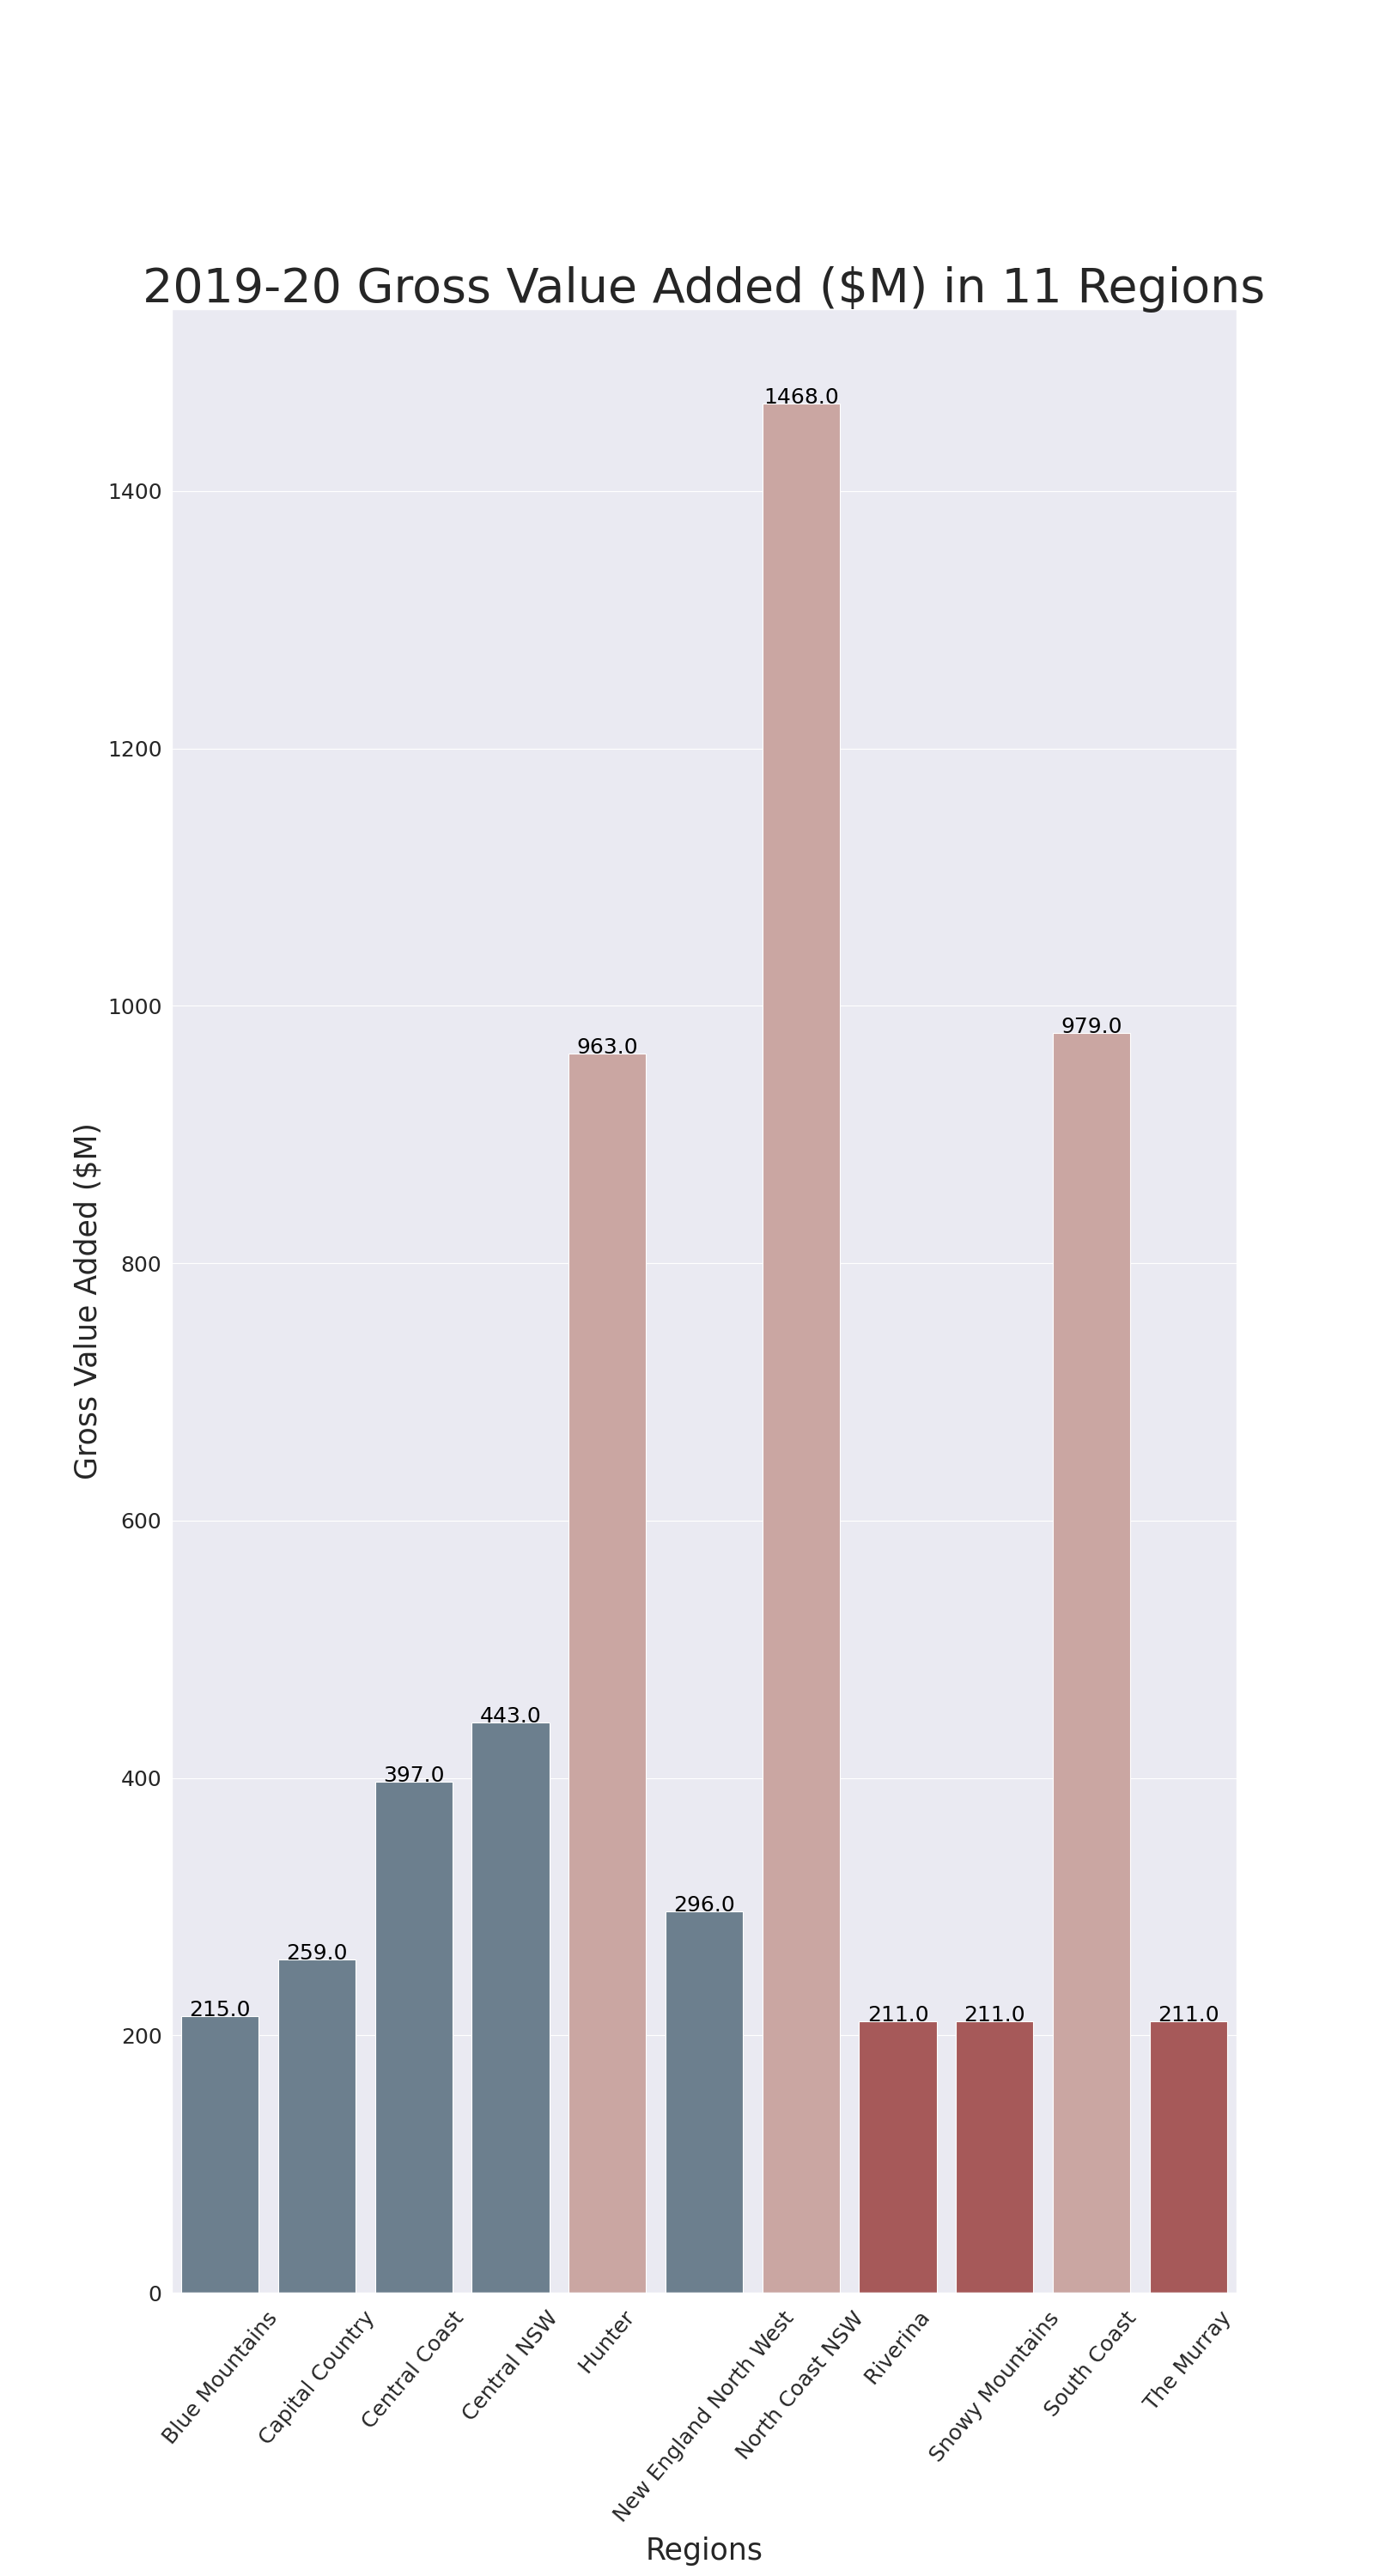 2019-20 Gross Value Added ($M) in 11 Regions
Gross Value Added ($M)
1400
1200
1000
800
600
400
200
0
215.0
259.0
397.0
443.0
963.0
296.0
1468.0
211.0
211.0
979.0
211.0
Blue Mountains
Capital Country
Central Coast
Central NSW
Hunter
New England North West
North Coast NSW
Riverina
Snowy Mountains
South Coast
The Murray
Regions